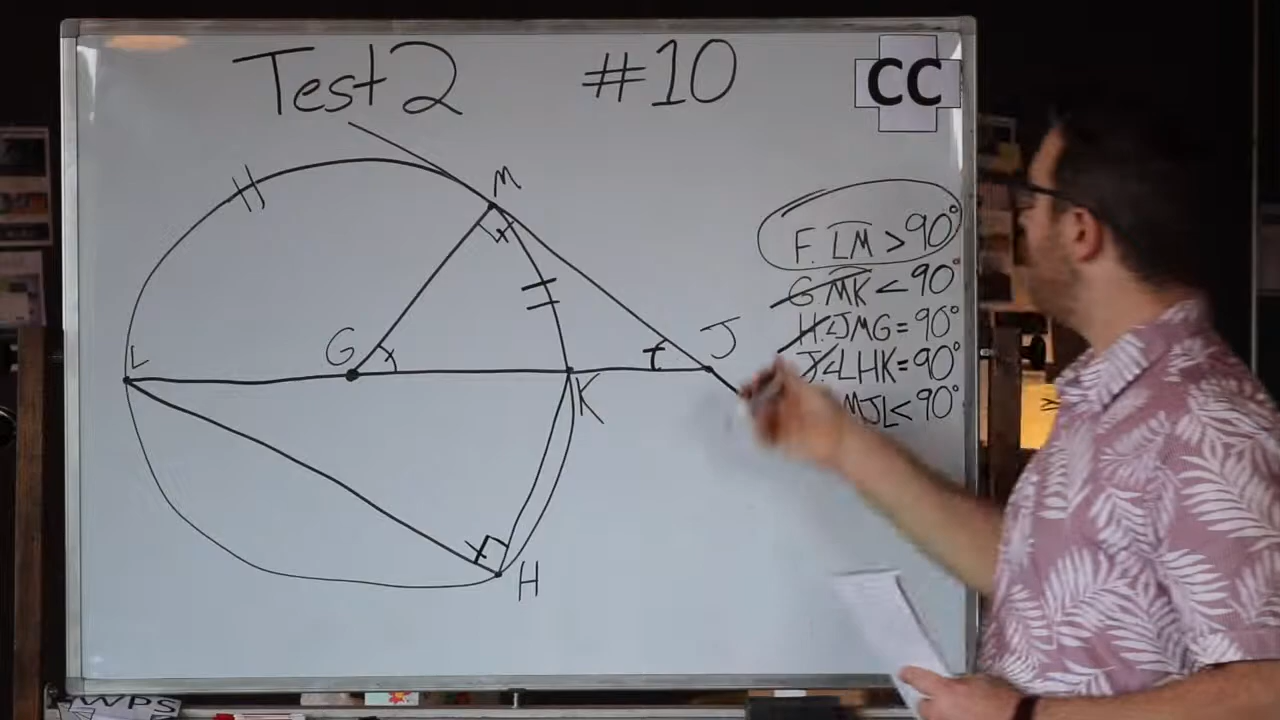 Test 2 #10
CC
M
F. LM > 90°
G MK < 90°
H. ∠JMG = 90°
J. ∠LHK = 90°
MJL < 90°
G
J
L
K
H
WPS